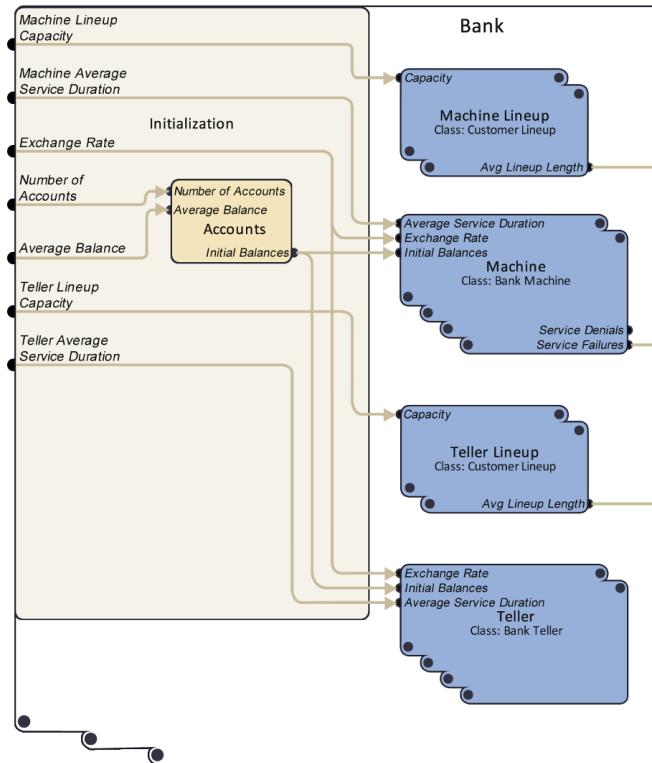 Bank
Machine Lineup
Capacity
Machine Average
Service Duration
Initialization
Exchange Rate
Number of
Accounts
Average Balance
Teller Lineup
Capacity
Teller Average
Service Duration
Number of Accounts
Average Balance
Accounts
Initial Balances
Capacity
Machine Lineup
Class: Customer Lineup
Avg Lineup Length
Average Service Duration
Exchange Rate
Initial Balances
Machine
Class: Bank Machine
Service Denials
Service Failures
Capacity
Teller Lineup
Class: Customer Lineup
Avg Lineup Length
Exchange Rate
Initial Balances
Average Service Duration
Teller
Class: Bank Teller